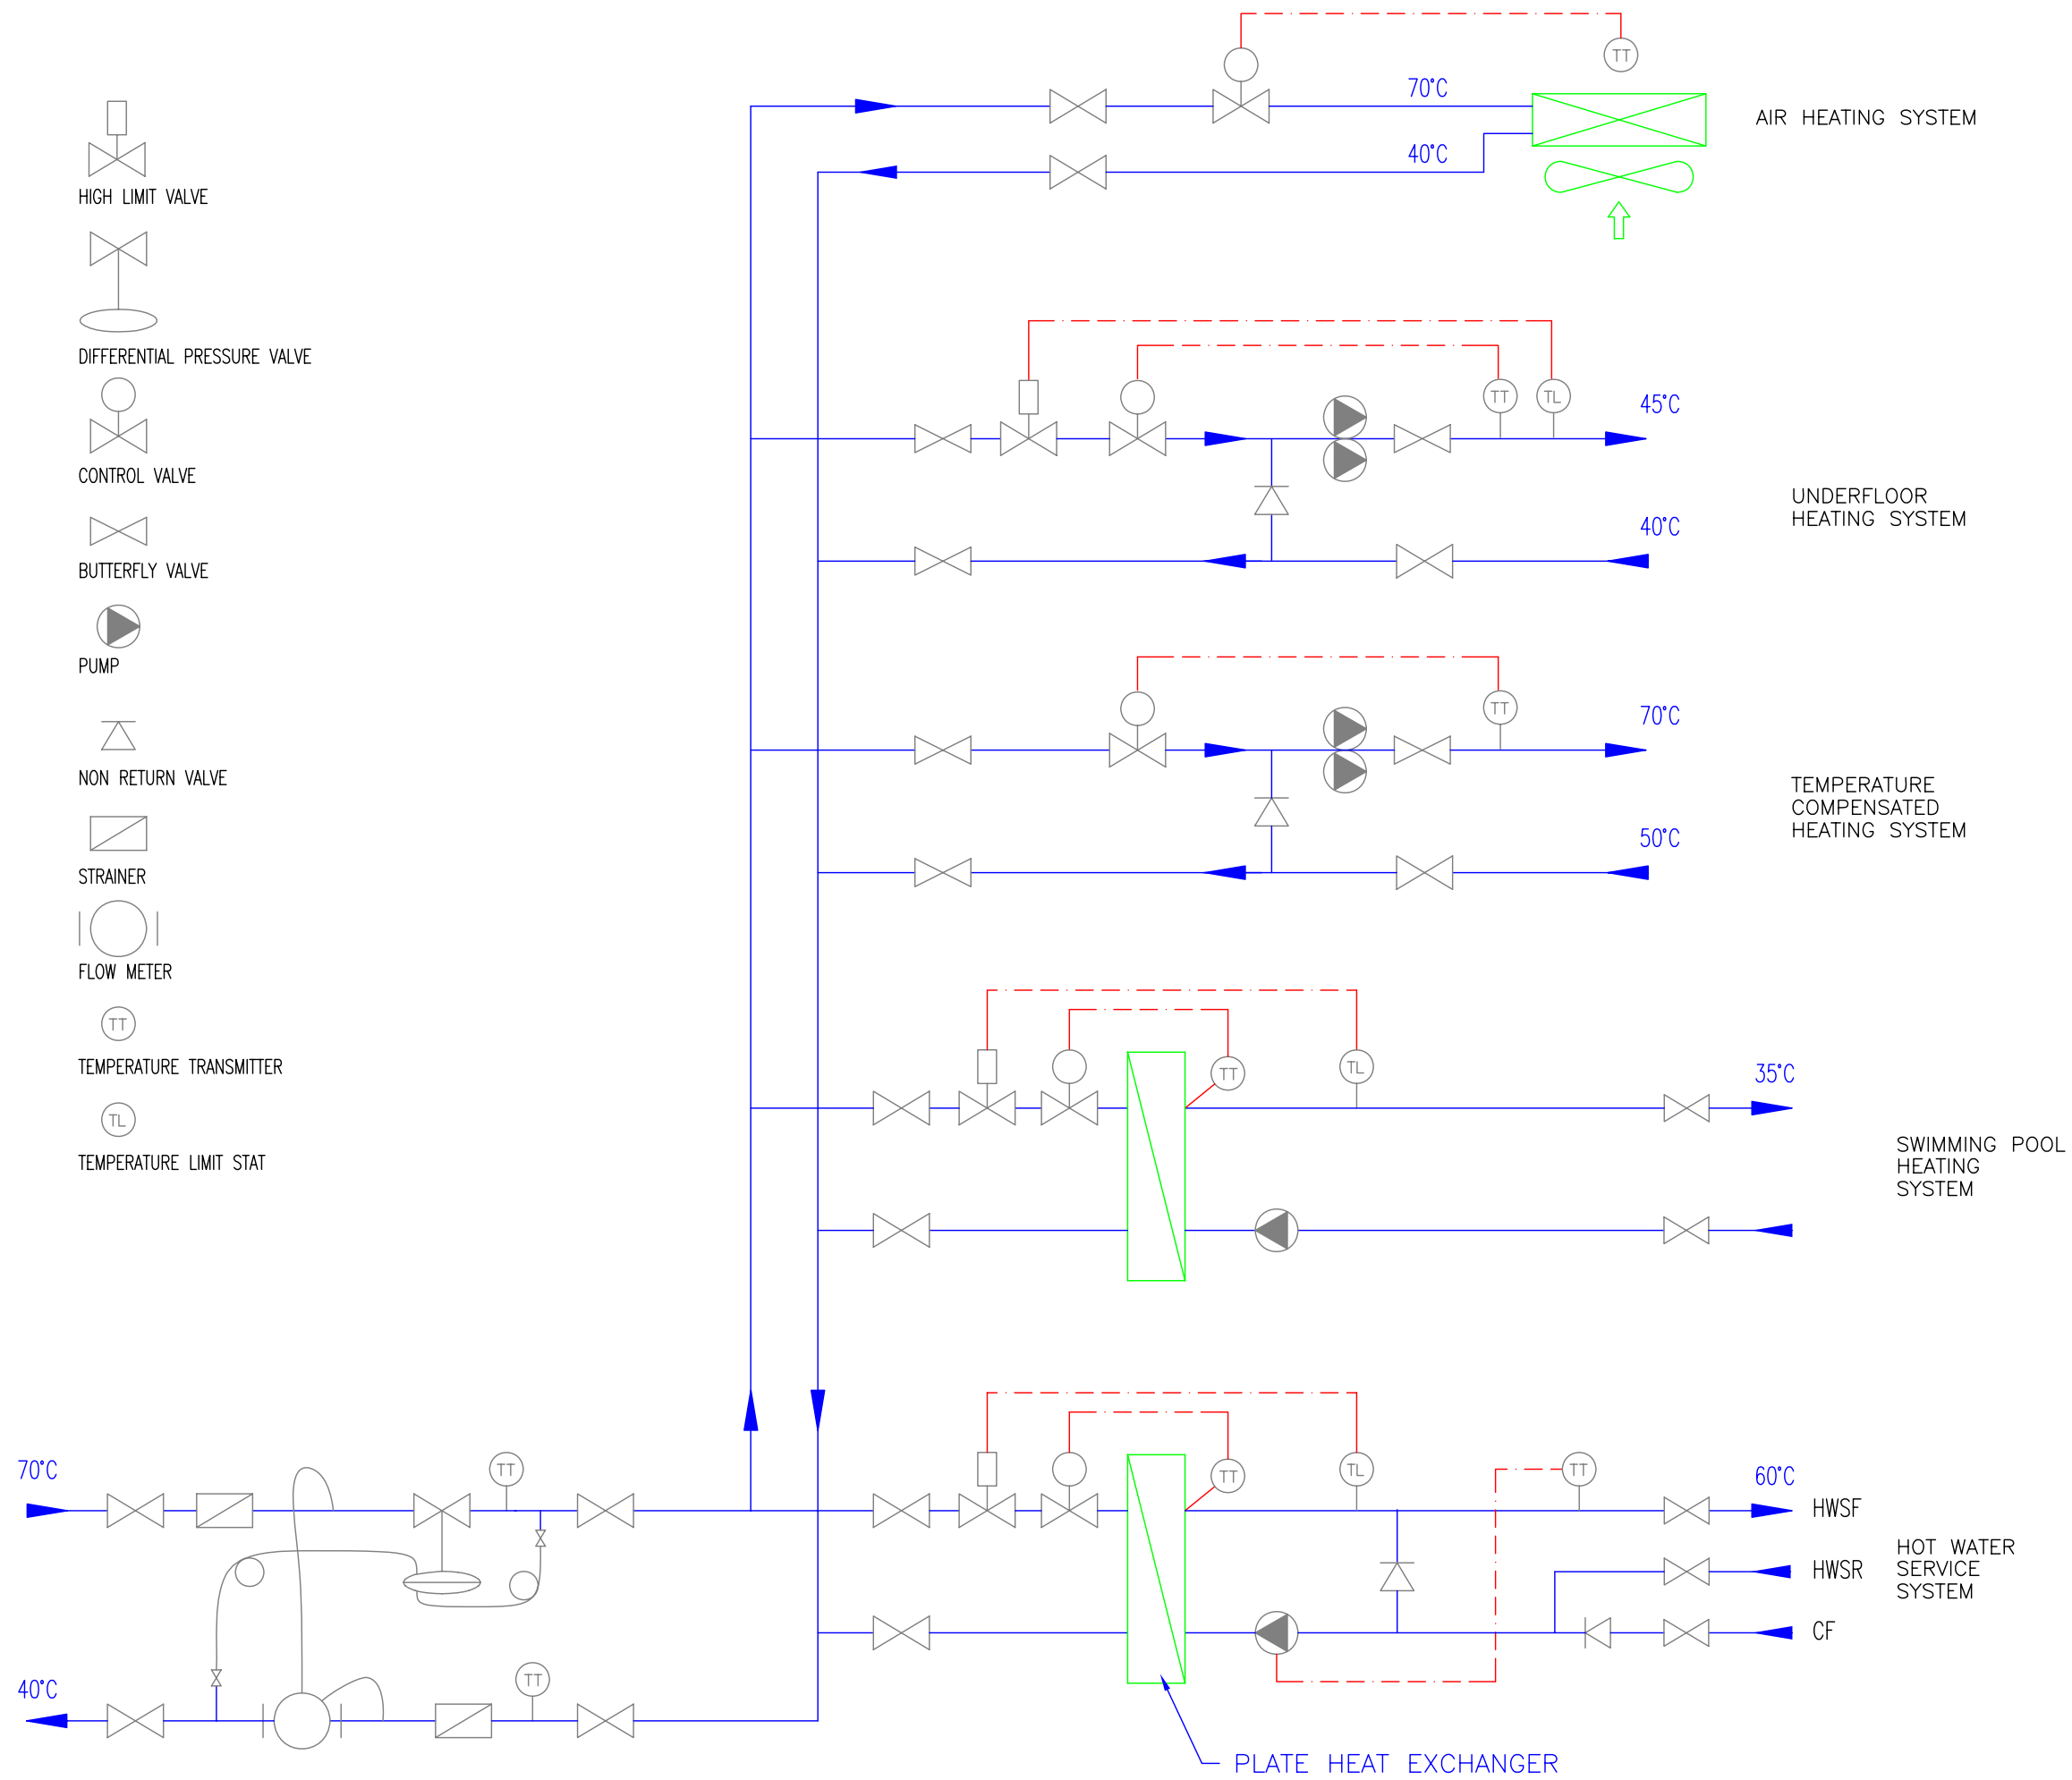 HIGH LIMIT VALVE
DIFFERENTIAL PRESSURE VALVE
CONTROL VALVE
BUTTERFLY VALVE
PUMP
NON RETURN VALVE
STRAINER
FLOW METER
TT
TEMPERATURE TRANSMITTER
TL
TEMPERATURE LIMIT STAT
TT
70°C
40°C
AIR HEATING SYSTEM
TT
TL
45°C
40°C
UNDERFLOOR
HEATING SYSTEM
TT
70°C
50°C
TEMPERATURE
COMPENSATED
HEATING SYSTEM
TT
TL
35°C
SWIMMING POOL
HEATING
SYSTEM
70°C
TT
40°C
TT
TT
TL
TT
60°C
HWSF
HWSR
CF
HOT WATER
SERVICE
SYSTEM
PLATE HEAT EXCHANGER